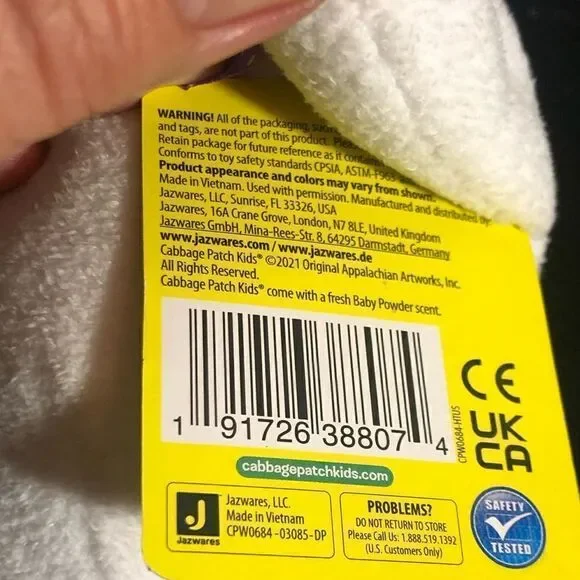 WARNING! All of the packaging, such
and tags, are not part of this product. Please
Retain package for future reference as it contains
Conforms to toy safety standards CPSIA, ASTM-F963
Product appearance and colors may vary from shown.
Made in Vietnam. Used with permission. Manufactured and distributed by:
Jazwares, LLC, Sunrise, FL 33326, USA
Jazwares, 16A Crane Grove, London, N7 8LE, United Kingdom
Jazwares GmbH, Mina-Rees-Str. 8, 64295 Darmstadt, Germany
www.jazwares.com / www.jazwares.de
Cabbage Patch Kids® ©2021 Original Appalachian Artworks, Inc.
All Rights Reserved.
Cabbage Patch Kids® come with a fresh Baby Powder scent.
1 91726 38807 4
CPW0684-HTUS
CE
UK
CA
cabbagepatchkids.com
J
Jazwares
Jazwares, LLC.
Made in Vietnam
CPW0684 -03085-DP
PROBLEMS?
DO NOT RETURN TO STORE
Please Call Us: 1.888.519.1392
(U.S. Customers Only)
SAFETY
TESTED